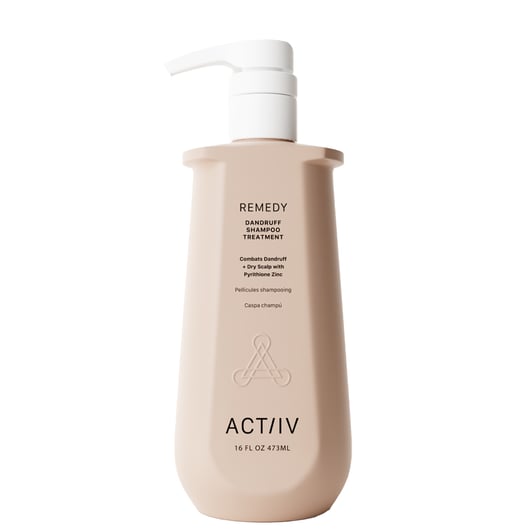 REMEDY
DANDRUFF
SHAMPOO
TREATMENT
Combats Dandruff
+ Dry Scalp with
Pyrithione Zinc
Pellicules shampooing
Caspa champú
ACT/IV
16 FL OZ 473ML